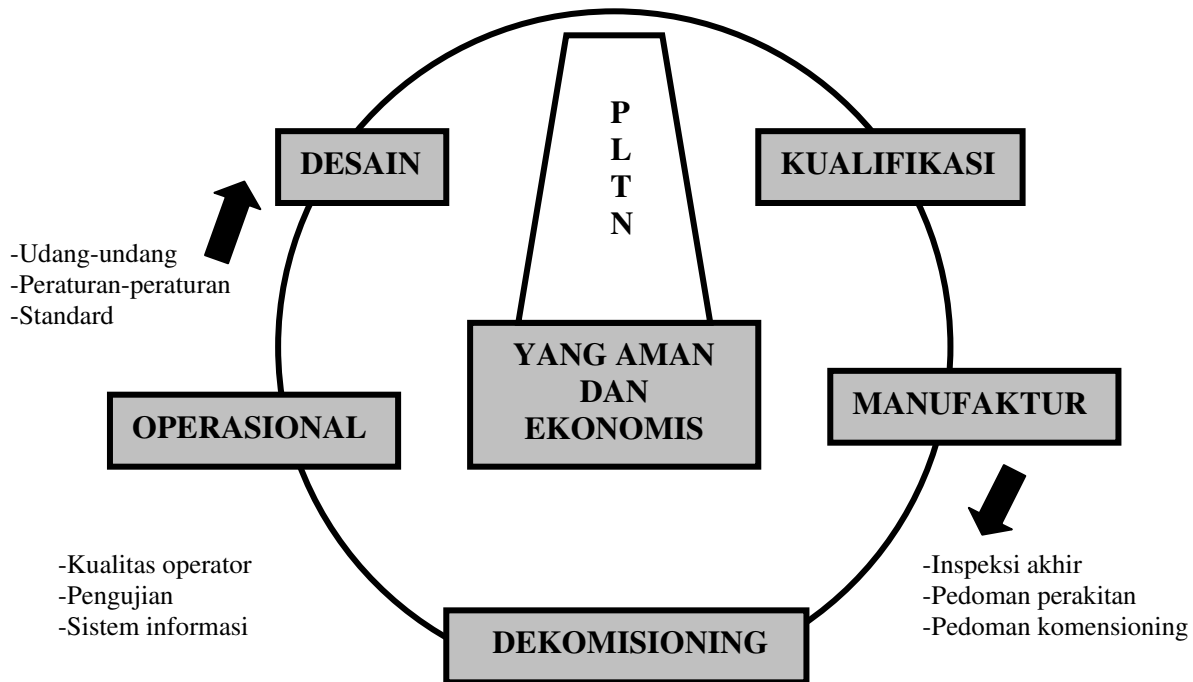 P
L
T
N
DESAIN
KUALIFIKASI
-Udang-undang
-Peraturan-peraturan
-Standard
YANG AMAN
DAN
EKONOMIS
OPERASIONAL
MANUFAKTUR
-Kualitas operator
-Pengujian
-Sistem informasi
-Inspeksi akhir
-Pedoman perakitan
-Pedoman komensioning
DEKOMISIONING